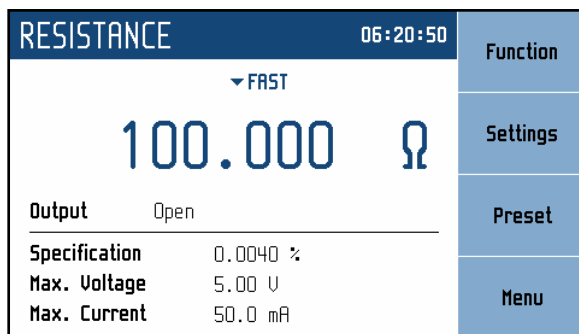 RESISTANCE 06:20:50
FAST
100.000 Ω
Output Open
Specification 0.0040 %
Max. Voltage 5.00 V
Max. Current 50.0 mA
Function
Settings
Preset
Menu